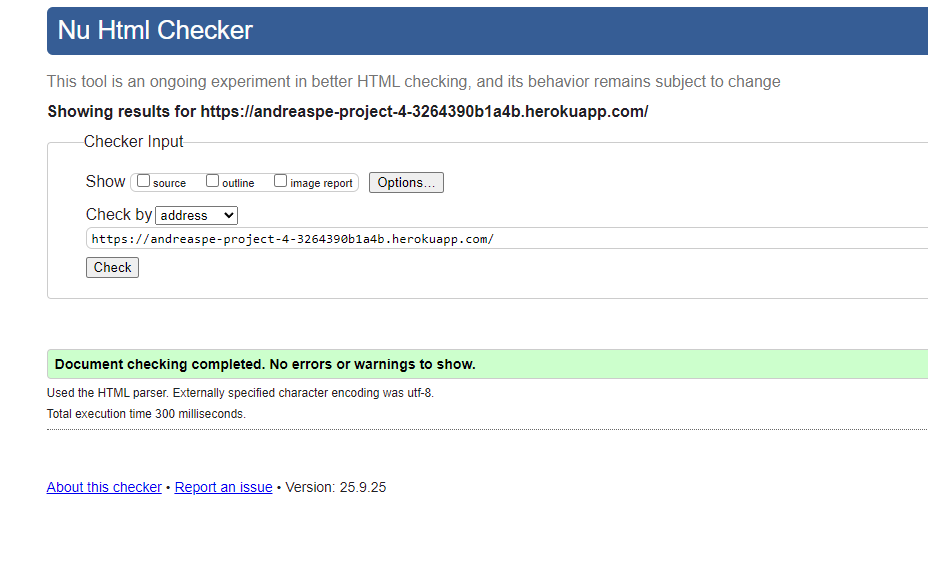 Nu Html Checker
This tool is an ongoing experiment in better HTML checking, and its behavior remains subject to change
Showing results for https://andreaspe-project-4-3264390b1a4b.herokuapp.com/
Checker Input
Show source outline image report Options...
Check by address
https://andreaspe-project-4-3264390b1a4b.herokuapp.com/
Check
Document checking completed. No errors or warnings to show.
Used the HTML parser. Externally specified character encoding was utf-8.
Total execution time 300 milliseconds.
About this checker • Report an issue • Version: 25.9.25